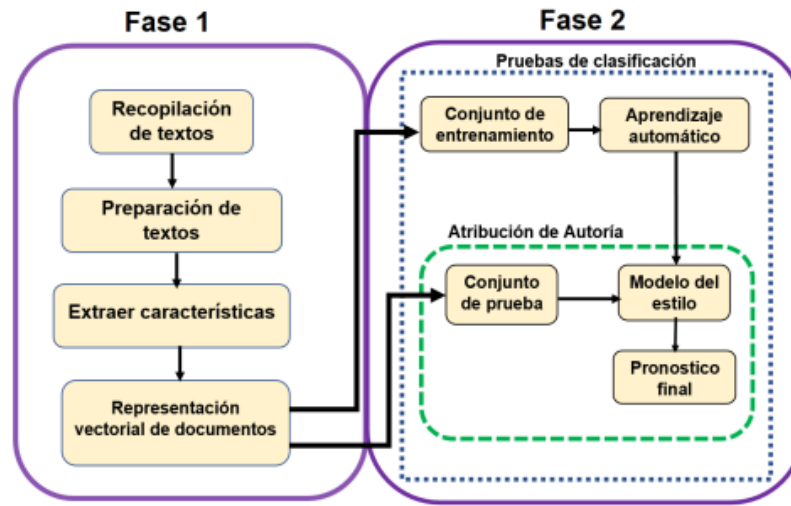 Fase 1
Recopilación
de textos
Preparación de
textos
Extraer características
Representación
vectorial de documentos
Fase 2
Pruebas de clasificación
Conjunto de
entrenamiento
Aprendizaje
automático
Atribución de Autoría
Conjunto
de prueba
Modelo del
estilo
Pronostico
final